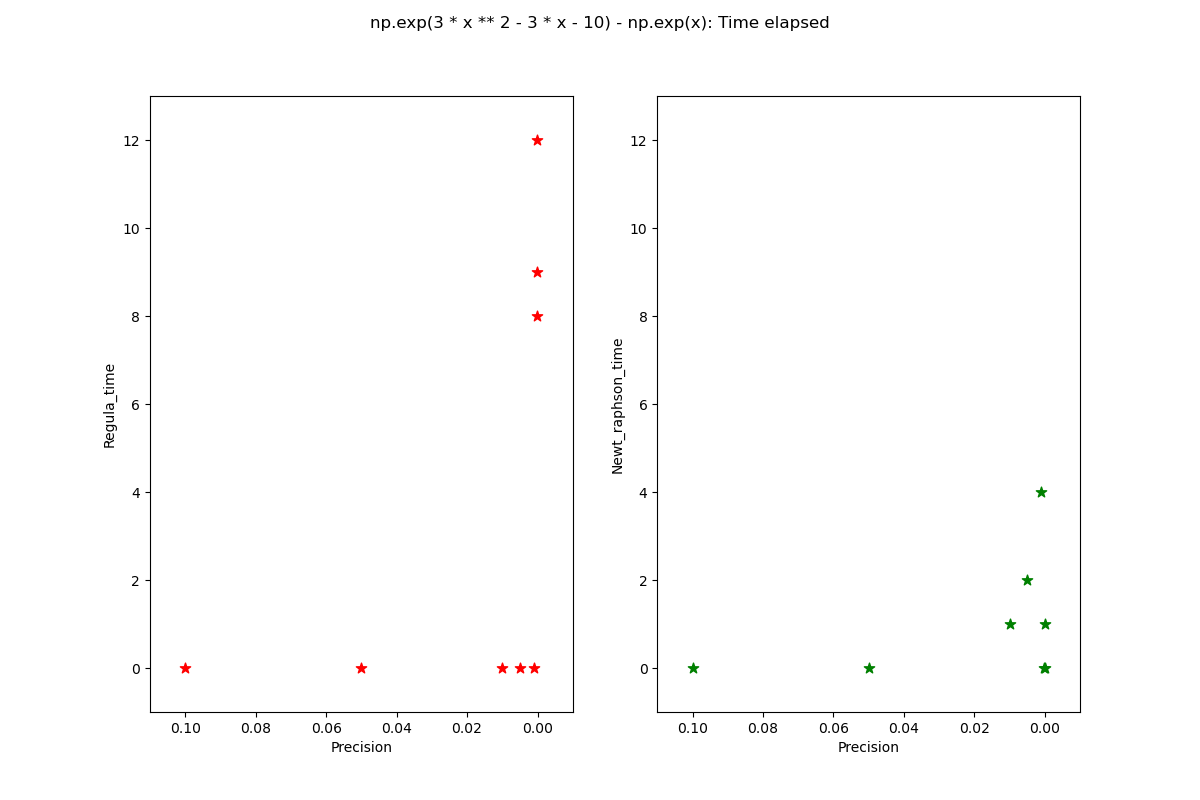 np.exp(3 * x ** 2 - 3 * x - 10) - np.exp(x): Time elapsed
Regula_time
12
10
8
6
4
2
0
0.10 0.08 0.06 0.04 0.02 0.00
Precision
Newt_raphson_time
12
10
8
6
4
2
0
0.10 0.08 0.06 0.04 0.02 0.00
Precision